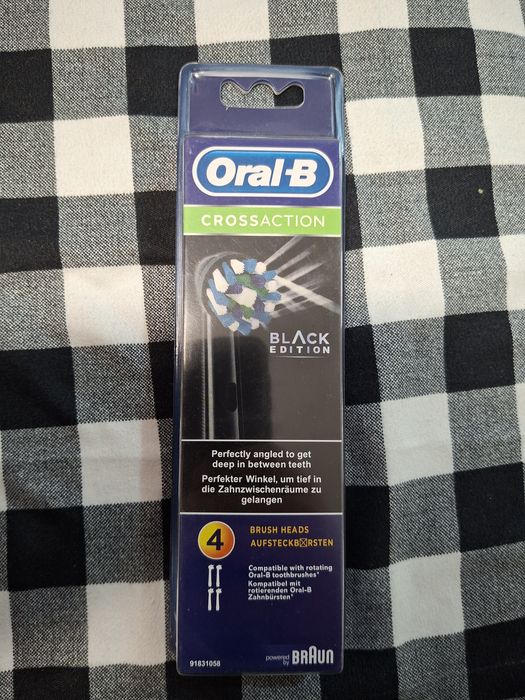 Oral-B
CROSSACTION
BLACK
EDITION
Perfectly angled to get
deep in between teeth
Perfekter Winkel, um tief in
die Zahnzwischenräume zu
gelangen
4
BRUSH HEADS
AUFSTECKB☒RSTEN
Compatible with rotating
Oral-B toothbrushes*
Kompatibel mit
rotierenden Oral-B
Zahnbürsten*
91831058
powered
by
BRAUN